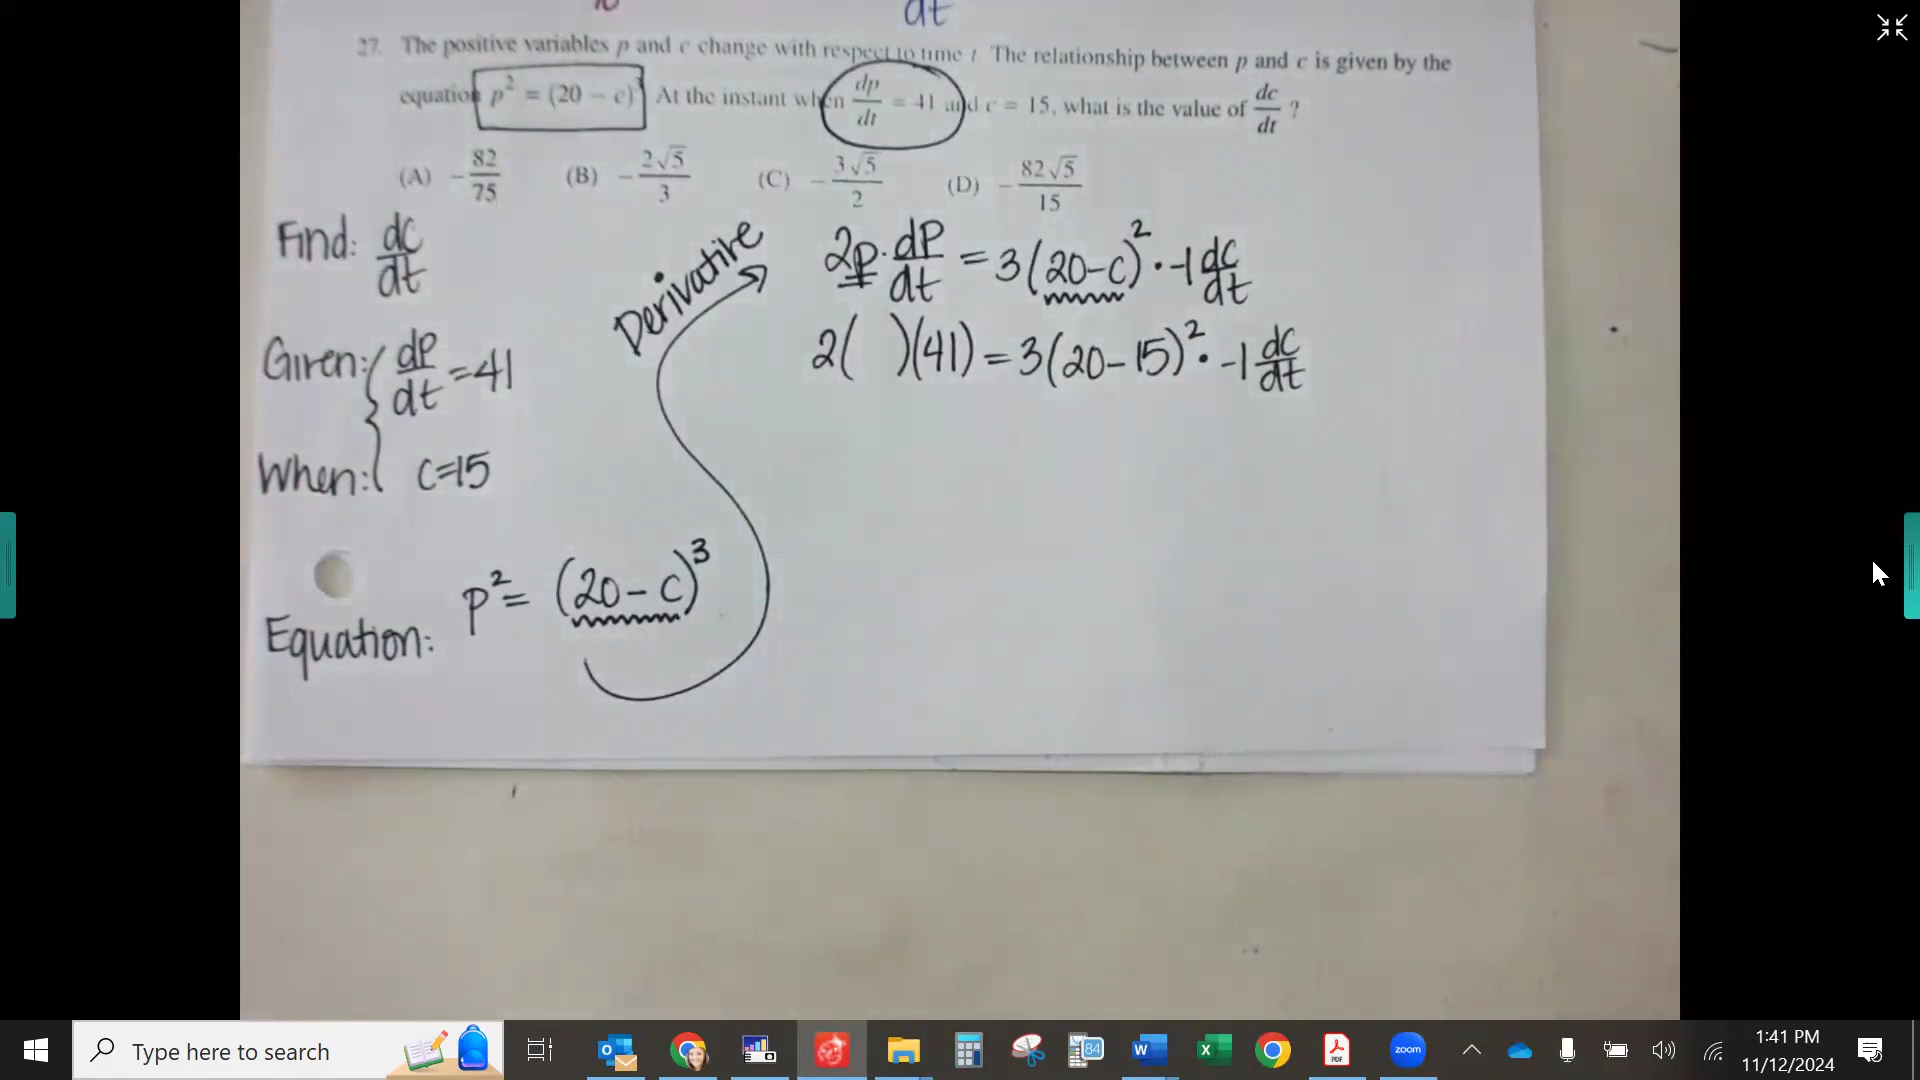 dt
27. The positive variables p and c change with respect to time t. The relationship between p and c is given by the
equation p² = (20 − c)³ At the instant when dp/dt = 41 and c = 15, what is the value of dc/dt ?
(A) −82/75 (B) −2√5/3 (C) −3√5/2 (D) −82√5/15
Find: dc/dt
Derivative
2p · dp/dt = 3(20-c)² · -1 dc/dt
Given: dp/dt = 41
2( )(41) = 3(20-15)² · -1 dc/dt
When: c=15
Equation: p² = (20-c)³
Type here to search
84
zoom
1:41 PM
11/12/2024